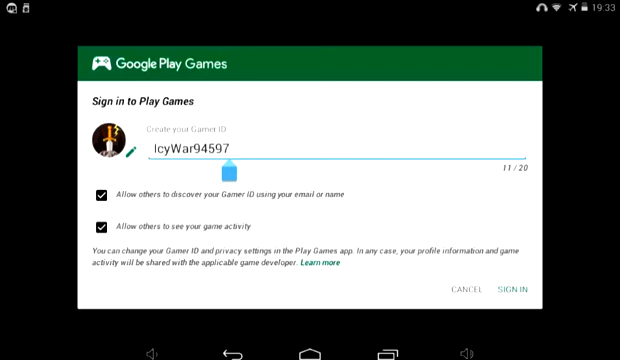 19:33
Google Play Games
Sign in to Play Games
Create your Gamer ID
IcyWar94597
11 / 20
Allow others to discover your Gamer ID using your email or name
Allow others to see your game activity
You can change your Gamer ID and privacy settings in the Play Games app. In any case, your profile information and game
activity will be shared with the applicable game developer. Learn more
CANCEL SIGN IN